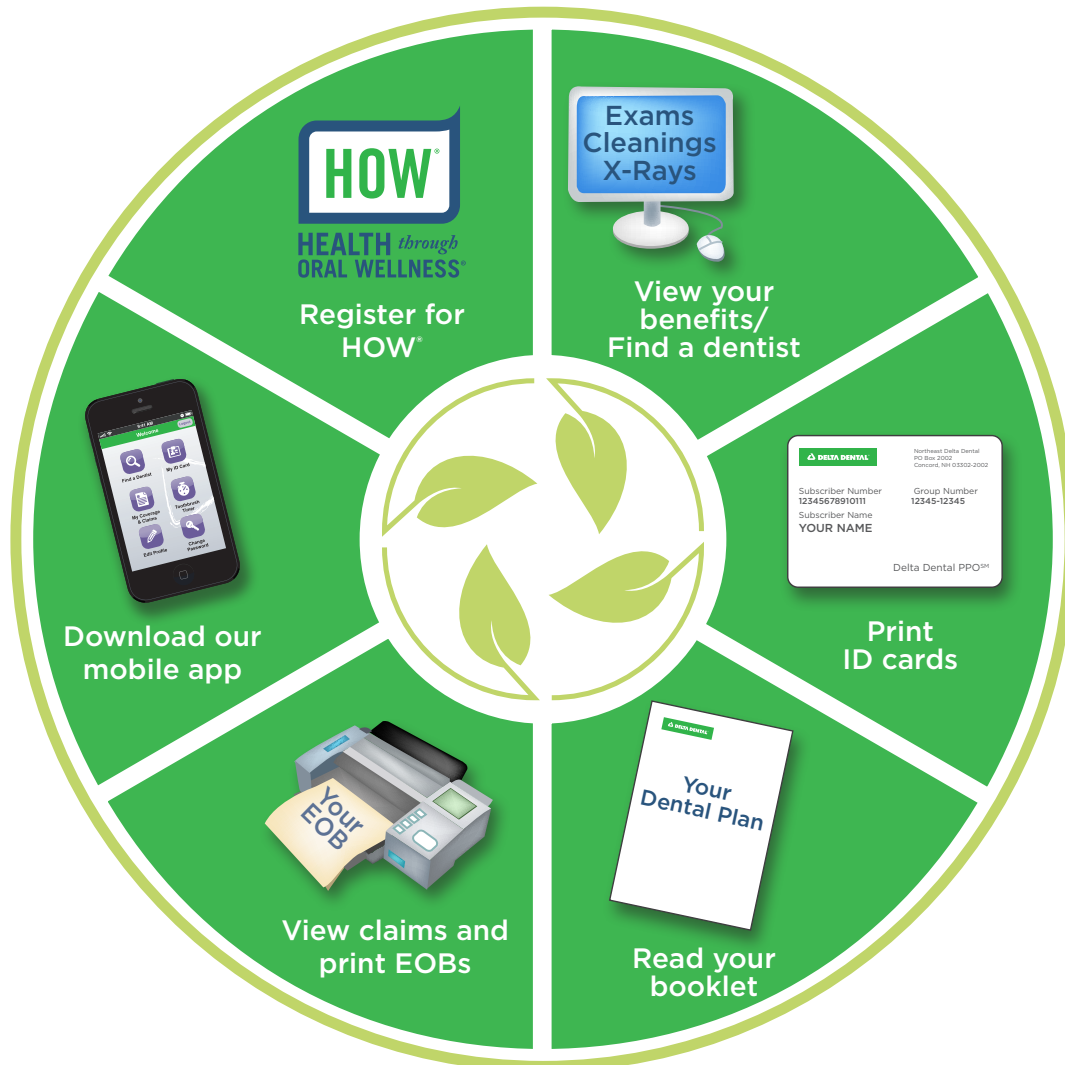 HOW®
HEALTH through
ORAL WELLNESS®
Register for
HOW®
Exams
Cleanings
X-Rays
View your
benefits/
Find a dentist
DELTA DENTAL
Northeast Delta Dental
PO Box 2002
Concord, NH 03302-2002
Subscriber Number
12345678910111
Group Number
12345-12345
Subscriber Name
YOUR NAME
Delta Dental PPO℠
Print
ID cards
DELTA DENTAL
Your
Dental Plan
Read your
booklet
Your
EOB
View claims and
print EOBs
9:41 AM
Welcome
Logout
Find a Dentist
My ID Card
My Coverage
& Claims
Toothbrush
Timer
Edit Profile
Change
Password
Download our
mobile app